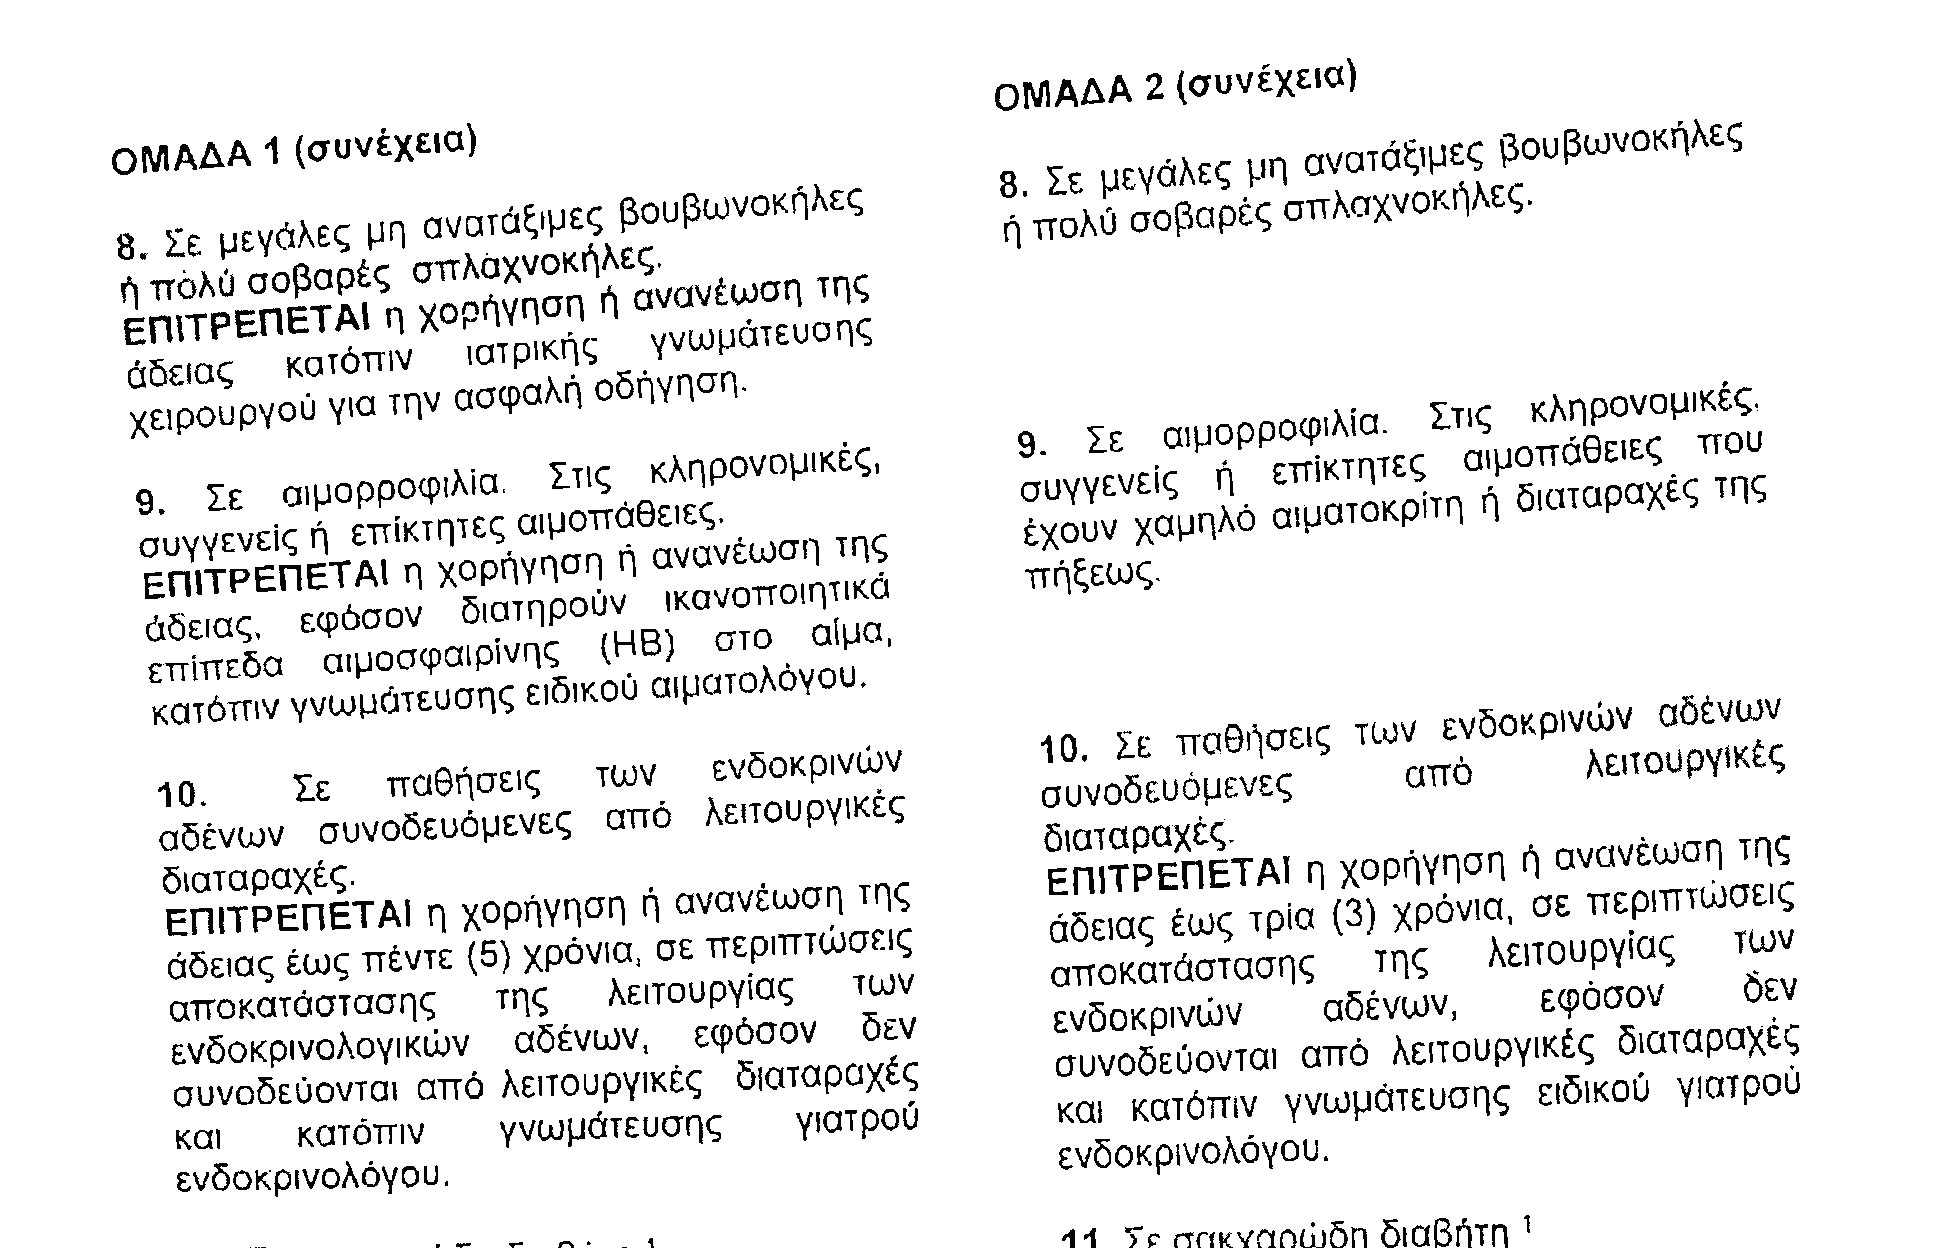 ΟΜΑΔΑ 1 (συνέχεια)
8. Σε μεγάλες μη ανατάξιμες βουβωνοκήλες
ή πολύ σοβαρές σπλαχνοκήλες.
ΕΠΙΤΡΕΠΕΤΑΙ η χορήγηση ή ανανέωση της
άδειας κατόπιν ιατρικής γνωμάτευσης
χειρουργού για την ασφαλή οδήγηση.
9. Σε αιμορροφιλία. Στις κληρονομικές,
συγγενείς ή επίκτητες αιμοπάθειες.
ΕΠΙΤΡΕΠΕΤΑΙ η χορήγηση ή ανανέωση της
άδειας, εφόσον διατηρούν ικανοποιητικά
επίπεδα αιμοσφαιρίνης (ΗΒ) στο αίμα,
κατόπιν γνωμάτευσης ειδικού αιματολόγου.
10. Σε παθήσεις των ενδοκρινών
αδένων συνοδευόμενες από λειτουργικές
διαταραχές.
ΕΠΙΤΡΕΠΕΤΑΙ η χορήγηση ή ανανέωση της
άδειας έως πέντε (5) χρόνια, σε περιπτώσεις
αποκατάστασης της λειτουργίας των
ενδοκρινολογικών αδένων, εφόσον δεν
συνοδεύονται από λειτουργικές διαταραχές
και κατόπιν γνωμάτευσης γιατρού
ενδοκρινολόγου.
ΟΜΑΔΑ 2 (συνέχεια)
8. Σε μεγάλες μη ανατάξιμες βουβωνοκήλες
ή πολύ σοβαρές σπλαχνοκήλες.
9. Σε αιμορροφιλία. Στις κληρονομικές,
συγγενείς ή επίκτητες αιμοπάθειες που
έχουν χαμηλό αιματοκρίτη ή διαταραχές της
πήξεως.
10. Σε παθήσεις των ενδοκρινών αδένων
συνοδευόμενες από λειτουργικές
διαταραχές.
ΕΠΙΤΡΕΠΕΤΑΙ η χορήγηση ή ανανέωση της
άδειας έως τρία (3) χρόνια, σε περιπτώσεις
αποκατάστασης της λειτουργίας των
ενδοκρινών αδένων, εφόσον δεν
συνοδεύονται από λειτουργικές διαταραχές
και κατόπιν γνωμάτευσης ειδικού γιατρού
ενδοκρινολόγου.
11. Σε σακχαρώδη διαβήτη 1